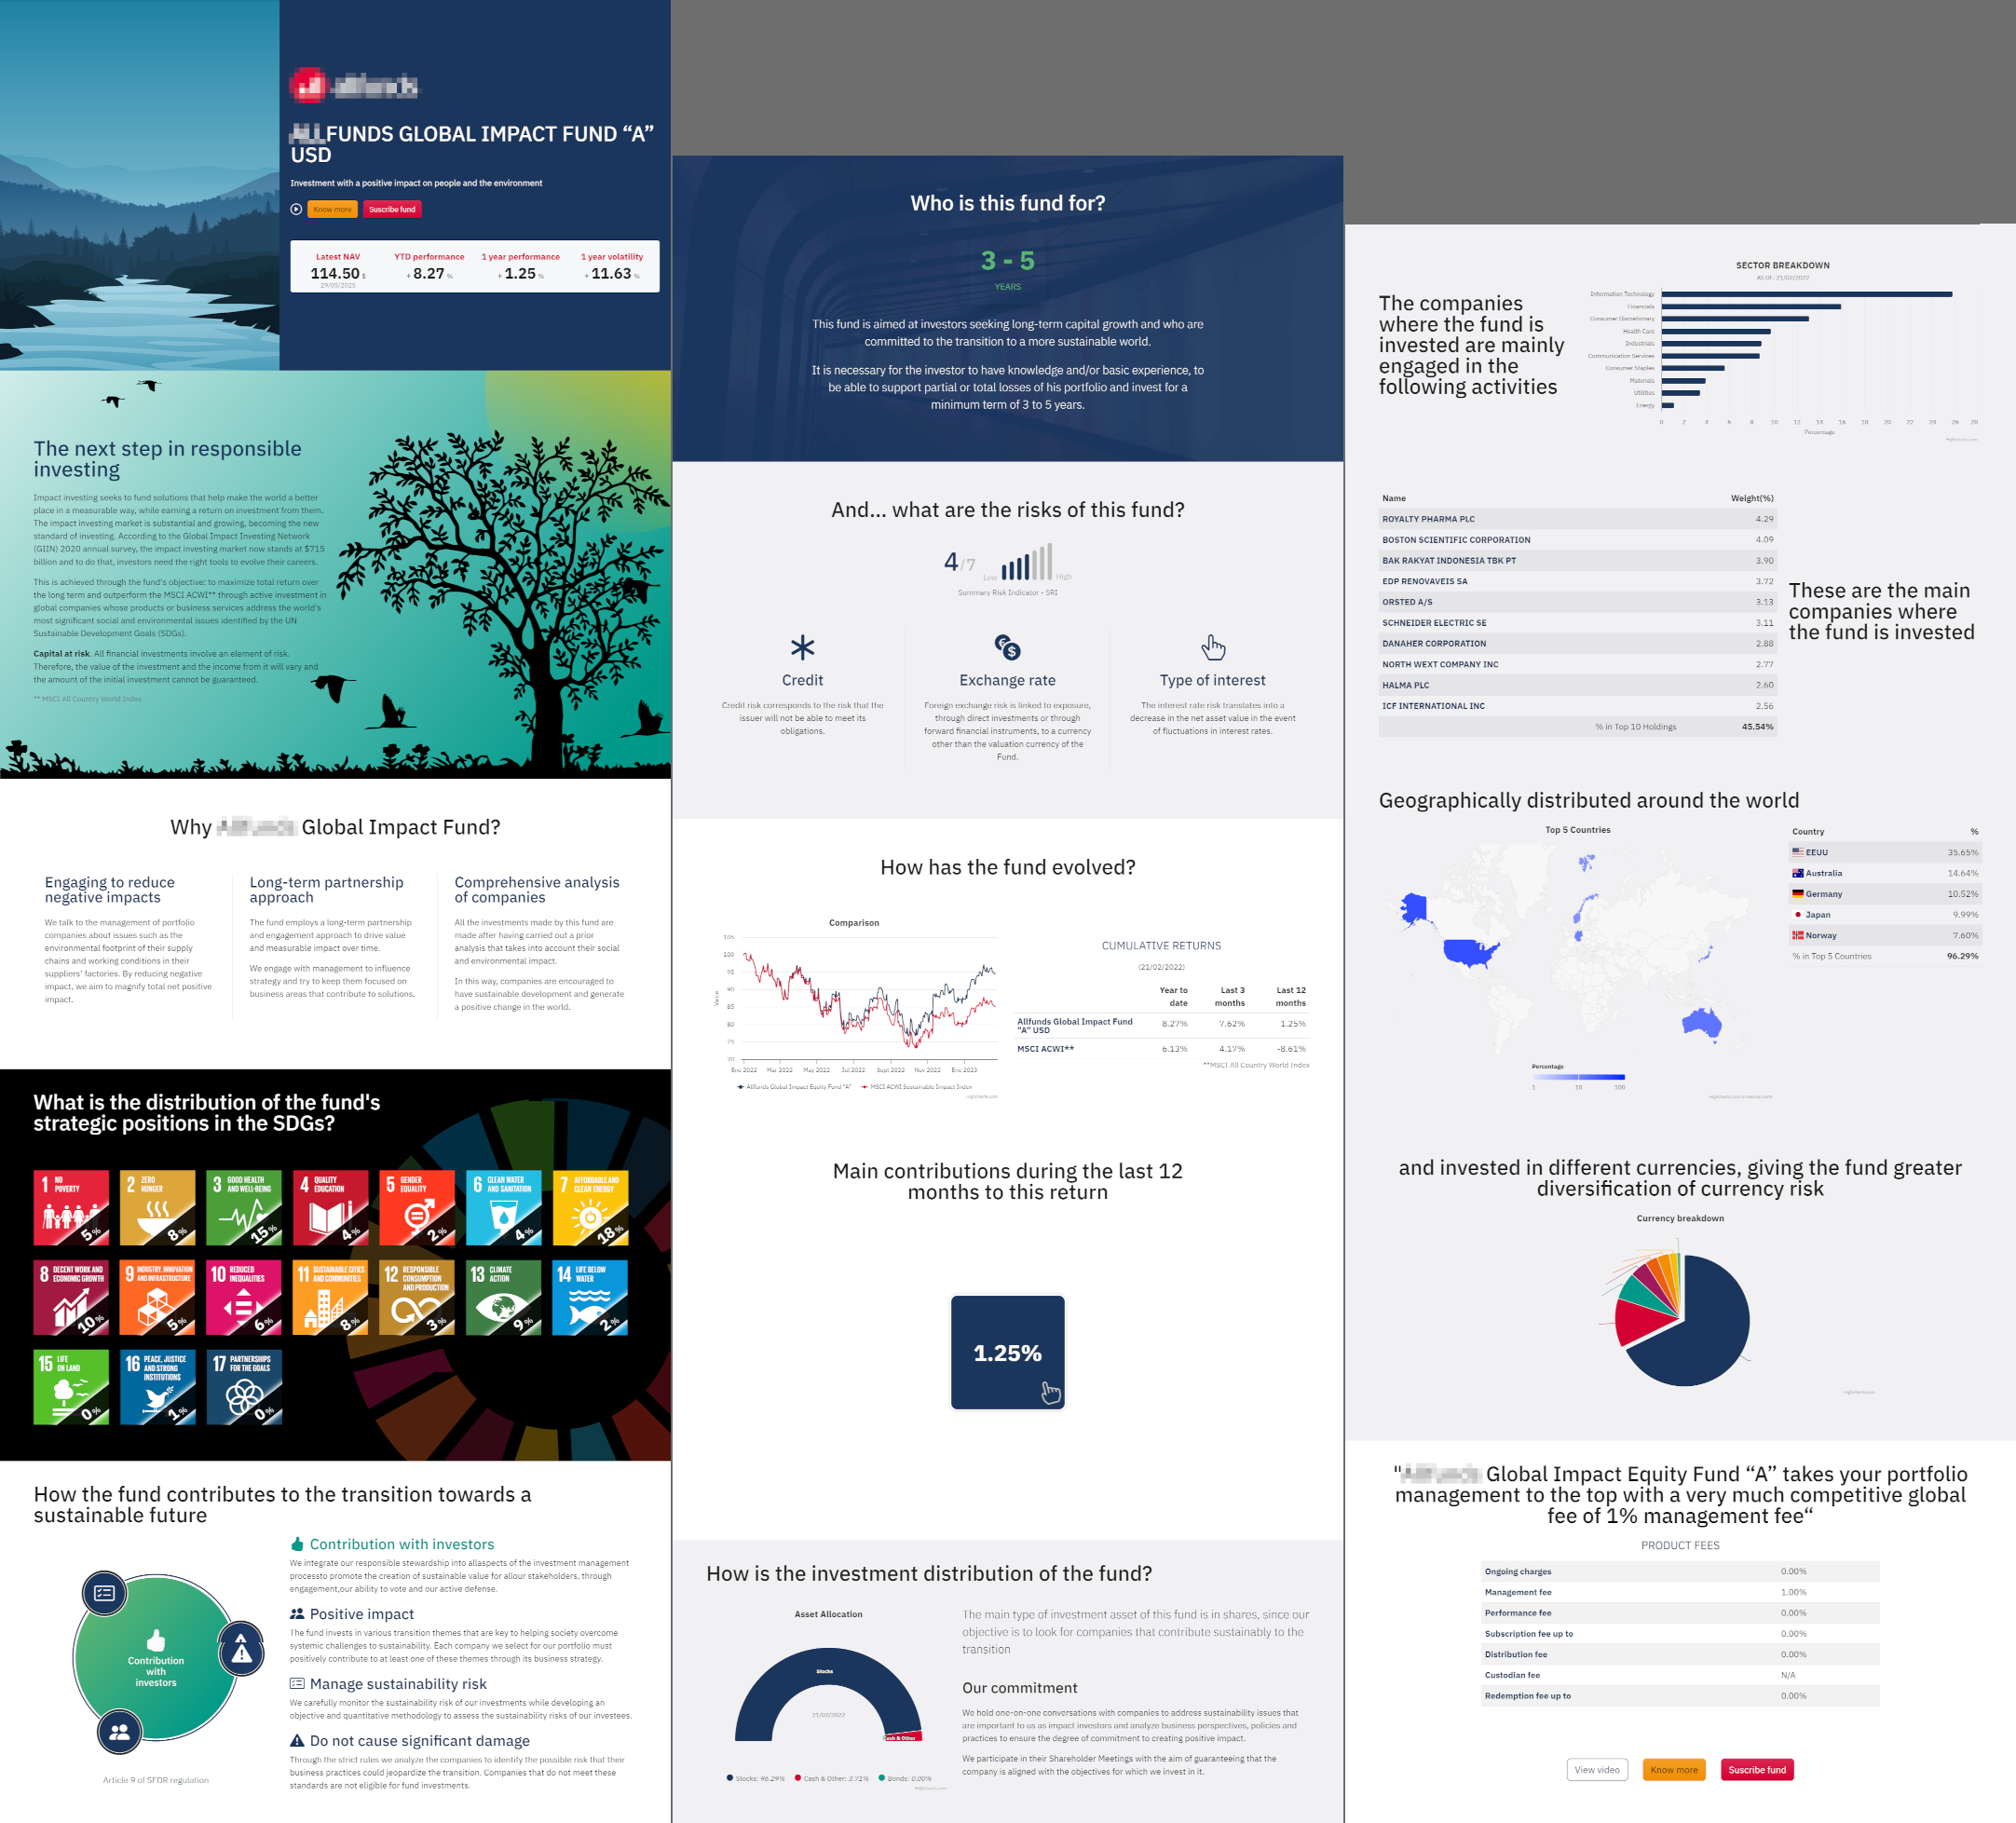 FUNDS GLOBAL IMPACT FUND “A”
USD
Investment with a positive impact on people and the environment
Know more
Suscribe fund
Latest NAV
YTD performance
1 year performance
1 year volatility
114.50 $
+ 8.27 %
+ 1.25 %
+ 11.63 %
29/05/2025
The next step in responsible
investing
Impact investing seeks to fund solutions that help make the world a better
place in a measurable way, while earning a return on investment from them.
The impact investing market is substantial and growing, becoming the new
standard of investing. According to the Global Impact Investing Network
(GIIN) 2020 annual survey, the impact investing market now stands at $715
billion and to do that, investors need the right tools to evolve their careers.
This is achieved through the fund's objective: to maximize total return over
the long term and outperform the MSCI ACWI** through active investment in
global companies whose products or business services address the world's
most significant social and environmental issues identified by the UN
Sustainable Development Goals (SDGs).
Capital at risk. All financial investments involve an element of risk.
Therefore, the value of the investment and the income from it will vary and
the amount of the initial investment cannot be guaranteed.
** MSCI All Country World Index
Why Global Impact Fund?
Engaging to reduce
negative impacts
We talk to the management of portfolio
companies about issues such as the
environmental footprint of their supply
chains and working conditions in their
suppliers' factories. By reducing negative
impact, we aim to magnify total net positive
impact.
Long-term partnership
approach
The fund employs a long-term partnership
and engagement approach to drive value
and measurable impact over time.
We engage with management to influence
strategy and try to keep them focused on
business areas that contribute to solutions.
Comprehensive analysis
of companies
All the investments made by this fund are
made after having carried out a prior
analysis that takes into account their social
and environmental impact.
In this way, companies are encouraged to
have sustainable development and generate
a positive change in the world.
What is the distribution of the fund's
strategic positions in the SDGs?
1 NO POVERTY 5%
2 ZERO HUNGER 8%
3 GOOD HEALTH AND WELL-BEING 15%
4 QUALITY EDUCATION 4%
5 GENDER EQUALITY 2%
6 CLEAN WATER AND SANITATION 4%
7 AFFORDABLE AND CLEAN ENERGY 18%
8 DECENT WORK AND ECONOMIC GROWTH 10%
9 INDUSTRY, INNOVATION AND INFRASTRUCTURE 5%
10 REDUCED INEQUALITIES 6%
11 SUSTAINABLE CITIES AND COMMUNITIES 8%
12 RESPONSIBLE CONSUMPTION AND PRODUCTION 3%
13 CLIMATE ACTION 9%
14 LIFE BELOW WATER 2%
15 LIFE ON LAND 0%
16 PEACE, JUSTICE AND STRONG INSTITUTIONS 1%
17 PARTNERSHIPS FOR THE GOALS 0%
How the fund contributes to the transition towards a
sustainable future
Contribution
with
investors
Article 9 of SFDR regulation
Contribution with investors
We integrate our responsible stewardship into allaspects of the investment management
processto promote the creation of sustainable value for allour stakeholders, through
engagement,our ability to vote and our active defense.
Positive impact
The fund invests in various transition themes that are key to helping society overcome
systemic challenges to sustainability. Each company we select for our portfolio must
positively contribute to at least one of these themes through its business strategy.
Manage sustainability risk
We carefully monitor the sustainability risk of our investments while developing an
objective and quantitative methodology to assess the sustainability risks of our investees.
Do not cause significant damage
Through the strict rules we analyze the companies to identify the possible risk that their
business practices could jeopardize the transition. Companies that do not meet these
standards are not eligible for fund investments.
Who is this fund for?
3 - 5
YEARS
This fund is aimed at investors seeking long-term capital growth and who are
committed to the transition to a more sustainable world.
It is necessary for the investor to have knowledge and/or basic experience, to
be able to support partial or total losses of his portfolio and invest for a
minimum term of 3 to 5 years.
And... what are the risks of this fund?
4/7
Low
High
Summary Risk Indicator - SRI
Credit
Credit risk corresponds to the risk that the
issuer will not be able to meet its
obligations.
Exchange rate
Foreign exchange risk is linked to exposure,
through direct investments or through
forward financial instruments, to a currency
other than the valuation currency of the
Fund.
Type of interest
The interest rate risk translates into a
decrease in the net asset value in the event
of fluctuations in interest rates.
How has the fund evolved?
Comparison
Value
105
100
95
90
85
80
75
70
Ene 2022 Mar 2022 May 2022 Jul 2022 Sept 2022 Nov 2022 Ene 2023
Allfunds Global Impact Equity Fund "A"
MSCI ACWI Sustainable Impact Index
Highcharts.com
CUMULATIVE RETURNS
(21/02/2022)
Year to date
Last 3 months
Last 12 months
Allfunds Global Impact Fund "A" USD 8.27% 7.62% 1.25%
MSCI ACWI** 6.13% 4.17% -8.61%
**MSCI All Country World Index
Main contributions during the last 12
months to this return
1.25%
How is the investment distribution of the fund?
Asset Allocation
Stocks
21/02/2022
Cash & Other
Stocks: 96.29%
Cash & Other: 3.71%
Bonds: 0.00%
Highcharts.com
The main type of investment asset of this fund is in shares, since our
objective is to look for companies that contribute sustainably to the
transition
Our commitment
We hold one-on-one conversations with companies to address sustainability issues that
are important to us as impact investors and analyze business perspectives, policies and
practices to ensure the degree of commitment to creating positive impact.
We participate in their Shareholder Meetings with the aim of guaranteeing that the
company is aligned with the objectives for which we invest in it.
The companies
where the fund is
invested are mainly
engaged in the
following activities
SECTOR BREAKDOWN
AS OF: 21/02/2022
Information Technology
Financials
Consumer Discretionary
Health Care
Industrials
Communication Services
Consumer Staples
Materials
Utilities
Energy
0 2 4 6 8 10 12 14 16 18 20 22 24 26 28
Percentage
Highcharts.com
Name Weight(%)
ROYALTY PHARMA PLC 4.29
BOSTON SCIENTIFIC CORPORATION 4.09
BAK RAKYAT INDONESIA TBK PT 3.90
EDP RENOVAVEIS SA 3.72
ORSTED A/S 3.13
SCHNEIDER ELECTRIC SE 3.11
DANAHER CORPORATION 2.88
NORTH WEXT COMPANY INC 2.77
HALMA PLC 2.60
ICF INTERNATIONAL INC 2.56
% in Top 10 Holdings 45.54%
These are the main
companies where
the fund is invested
Geographically distributed around the world
Top 5 Countries
Percentage
1 10 100
Highcharts.com © Natural Earth
Country %
EEUU 35.65%
Australia 14.64%
Germany 10.52%
Japan 9.99%
Norway 7.60%
% in Top 5 Countries 96.29%
and invested in different currencies, giving the fund greater
diversification of currency risk
Currency breakdown
Highcharts.com
" Global Impact Equity Fund “A” takes your portfolio
management to the top with a very much competitive global
fee of 1% management fee“
PRODUCT FEES
Ongoing charges 0.00%
Management fee 1.00%
Performance fee 0.00%
Subscription fee up to 0.00%
Distribution fee 0.00%
Custodian fee N/A
Redemption fee up to 0.00%
View video
Know more
Suscribe fund